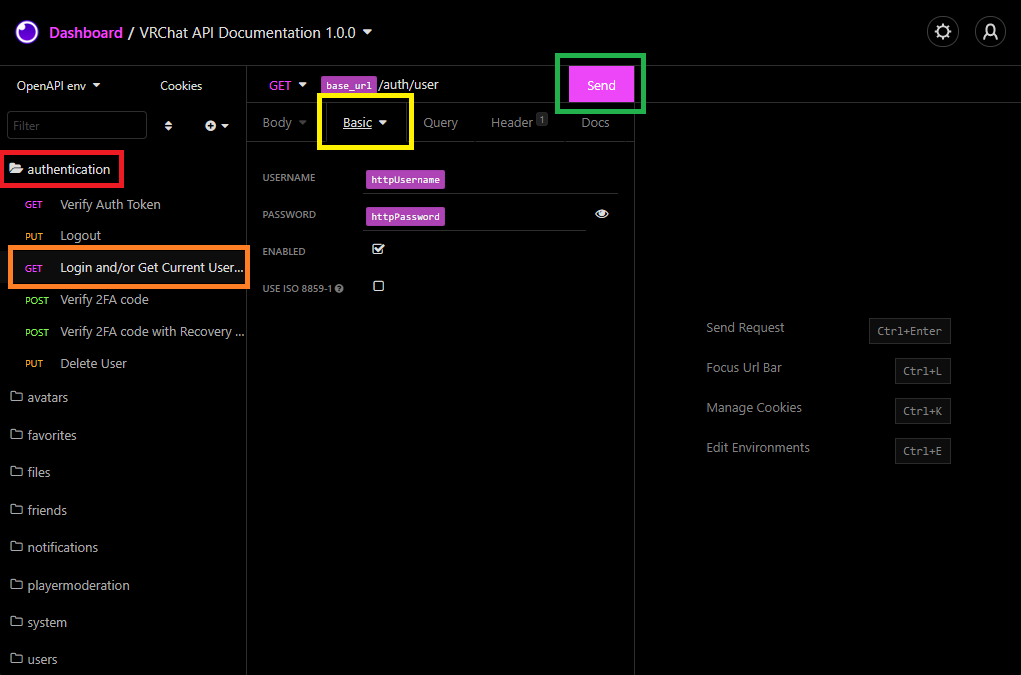 Dashboard / VRChat API Documentation 1.0.0
OpenAPI env
Cookies
Filter
authentication
GET Verify Auth Token
PUT Logout
GET Login and/or Get Current User...
POST Verify 2FA code
POST Verify 2FA code with Recovery ...
PUT Delete User
avatars
favorites
files
friends
notifications
playermoderation
system
users
GET base_url/auth/user
Send
Body Basic Query Header 1 Docs
USERNAME httpUsername
PASSWORD httpPassword
ENABLED
USE ISO 8859-1
Send Request Ctrl+Enter
Focus Url Bar Ctrl+L
Manage Cookies Ctrl+K
Edit Environments Ctrl+E